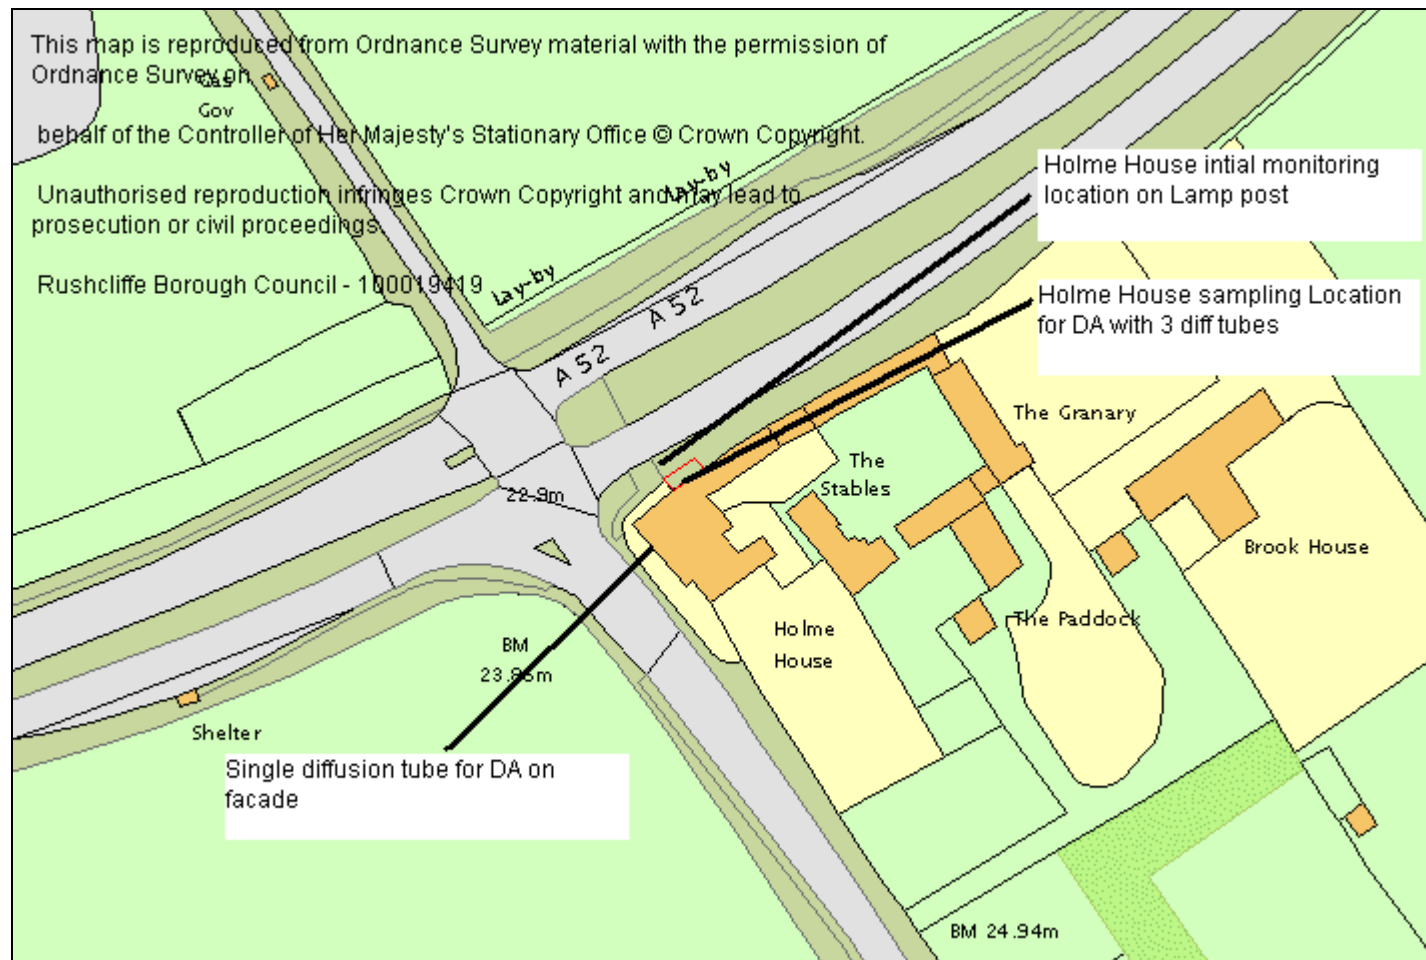 This map is reproduced from Ordnance Survey material with the permission of
Ordnance Survey on
Gas
Gov
behalf of the Controller of Her Majesty's Stationary Office © Crown Copyright.
Unauthorised reproduction infringes Crown Copyright and may lead to
prosecution or civil proceedings.
Rushcliffe Borough Council - 100019419
lay-by
lay-by
A 52
A 52
Holme House intial monitoring
location on Lamp post
Holme House sampling Location
for DA with 3 diff tubes
The Granary
The
Stables
22.9m
Brook House
The Paddock
Holme
House
BM
23.85m
Shelter
Single diffusion tube for DA on
facade
BM 24.94m